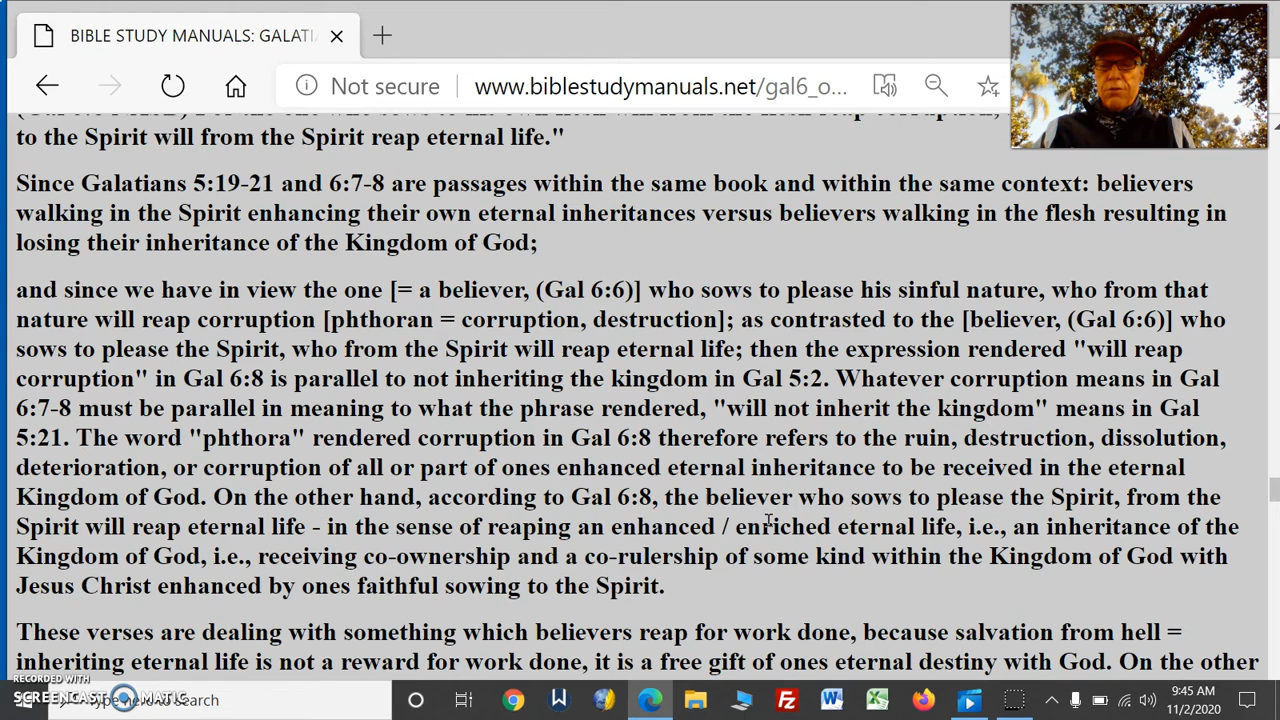 BIBLE STUDY MANUALS: GALATI
Not secure
www.biblestudymanuals.net/gal6_o...
to the Spirit will from the Spirit reap eternal life."
Since Galatians 5:19-21 and 6:7-8 are passages within the same book and within the same context: believers
walking in the Spirit enhancing their own eternal inheritances versus believers walking in the flesh resulting in
losing their inheritance of the Kingdom of God;
and since we have in view the one [= a believer, (Gal 6:6)] who sows to please his sinful nature, who from that
nature will reap corruption [phthoran = corruption, destruction]; as contrasted to the [believer, (Gal 6:6)] who
sows to please the Spirit, who from the Spirit will reap eternal life; then the expression rendered "will reap
corruption" in Gal 6:8 is parallel to not inheriting the kingdom in Gal 5:2. Whatever corruption means in Gal
6:7-8 must be parallel in meaning to what the phrase rendered, "will not inherit the kingdom" means in Gal
5:21. The word "phthora" rendered corruption in Gal 6:8 therefore refers to the ruin, destruction, dissolution,
deterioration, or corruption of all or part of ones enhanced eternal inheritance to be received in the eternal
Kingdom of God. On the other hand, according to Gal 6:8, the believer who sows to please the Spirit, from the
Spirit will reap eternal life - in the sense of reaping an enhanced / enriched eternal life, i.e., an inheritance of the
Kingdom of God, i.e., receiving co-ownership and a co-rulership of some kind within the Kingdom of God with
Jesus Christ enhanced by ones faithful sowing to the Spirit.
These verses are dealing with something which believers reap for work done, because salvation from hell =
inheriting eternal life is not a reward for work done, it is a free gift of ones eternal destiny with God. On the other
RECORDED WITH
SCREENCAST MATIC
to search
9:45 AM
11/2/2020